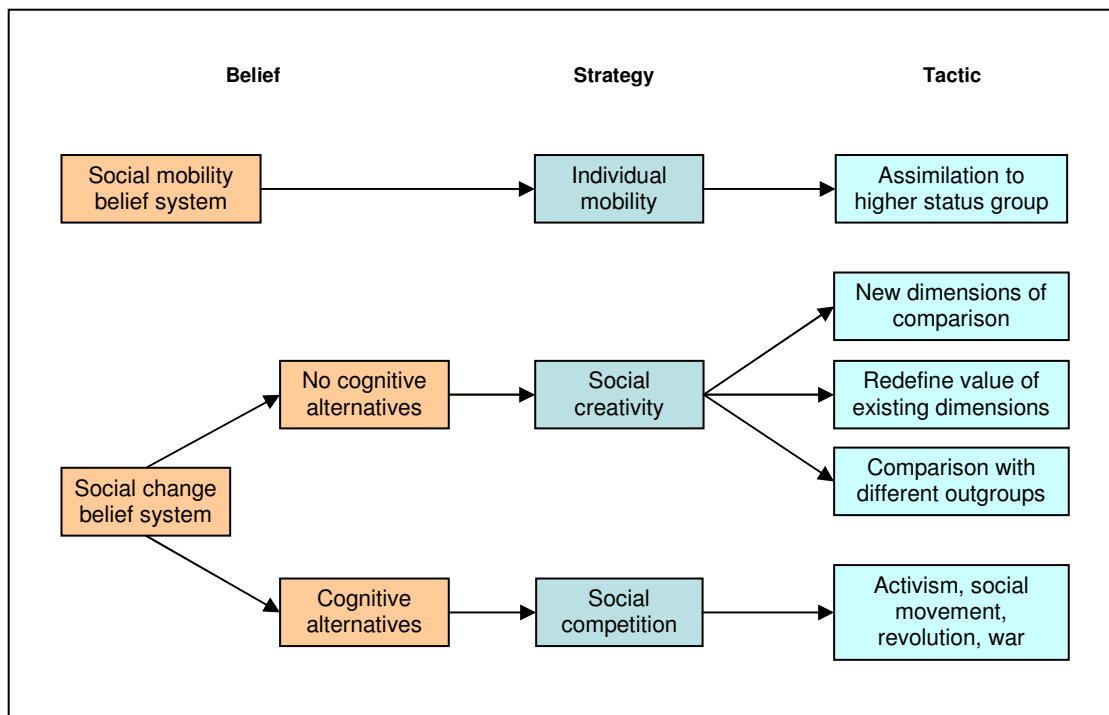 Belief
Strategy
Tactic
Social mobility
belief system
Individual
mobility
Assimilation to
higher status group
New dimensions of
comparison
No cognitive
alternatives
Social
creativity
Redefine value of
existing dimensions
Comparison with
different outgroups
Social change
belief system
Cognitive
alternatives
Social
competition
Activism, social
movement,
revolution, war